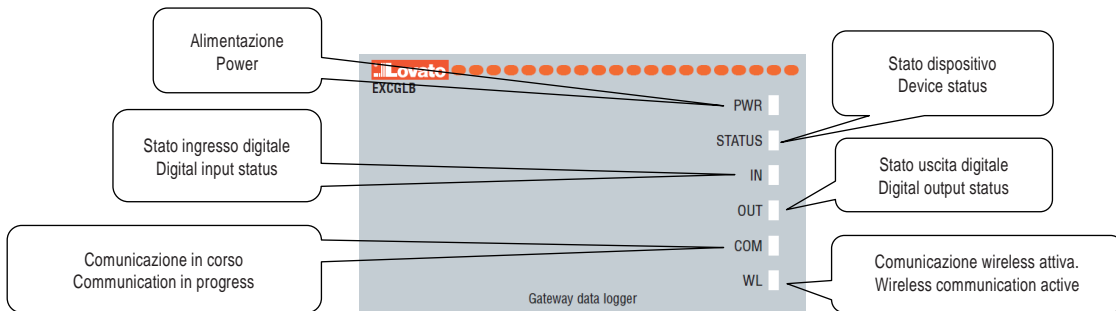 Alimentazione
Power
Lovato
EXCGLB
Stato dispositivo
Device status
PWR
STATUS
Stato ingresso digitale
Digital input status
IN
Stato uscita digitale
Digital output status
OUT
Comunicazione in corso
Communication in progress
COM
Comunicazione wireless attiva.
Wireless communication active
WL
Gateway data logger